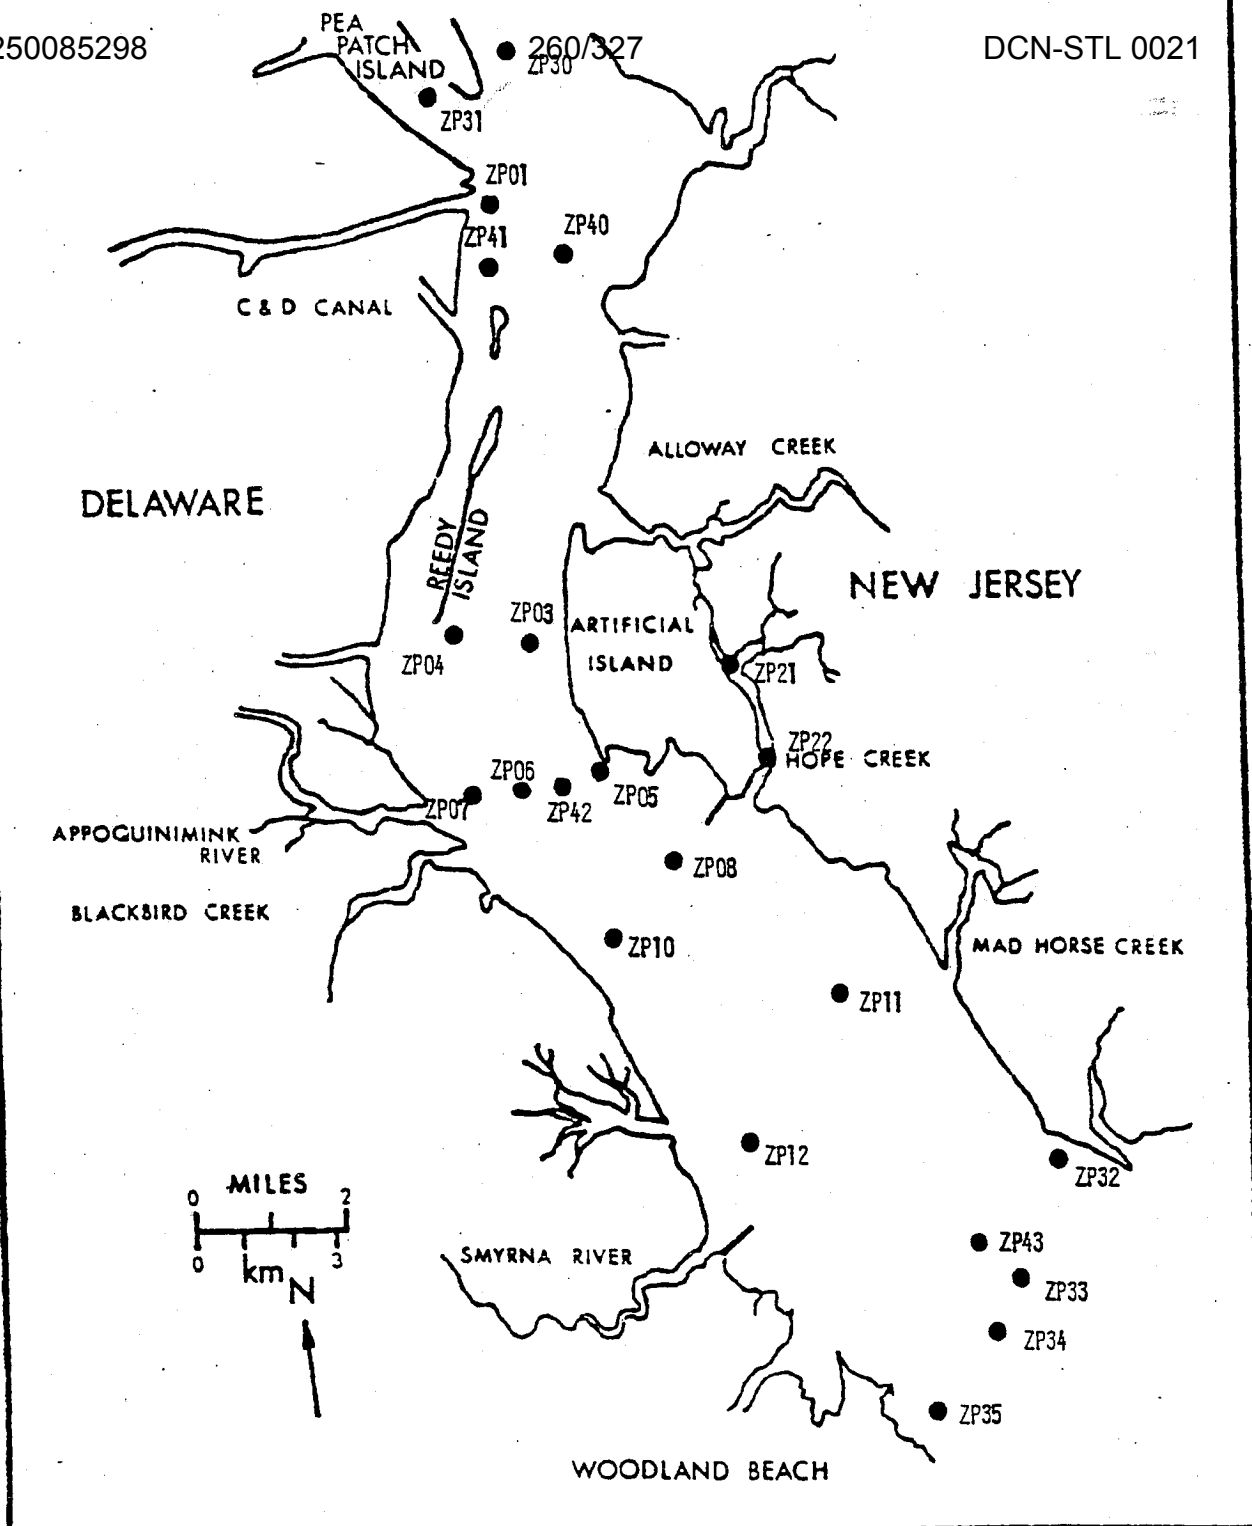 250085298
260/327
DCN-STL 0021
PEA
PATCH
ISLAND
ZP30
ZP31
ZP01
ZP41
ZP40
C & D CANAL
ALLOWAY CREEK
DELAWARE
REEDY
ISLAND
NEW JERSEY
ZP03
ARTIFICIAL
ISLAND
ZP04
ZP21
ZP22
HOPE CREEK
ZP06
ZP07
ZP42
ZP05
APPOQUINIMINK
RIVER
ZP08
BLACKBIRD CREEK
ZP10
MAD HORSE CREEK
ZP11
ZP12
ZP32
MILES
0 2
0 3
km
N
SMYRNA RIVER
ZP43
ZP33
ZP34
ZP35
WOODLAND BEACH